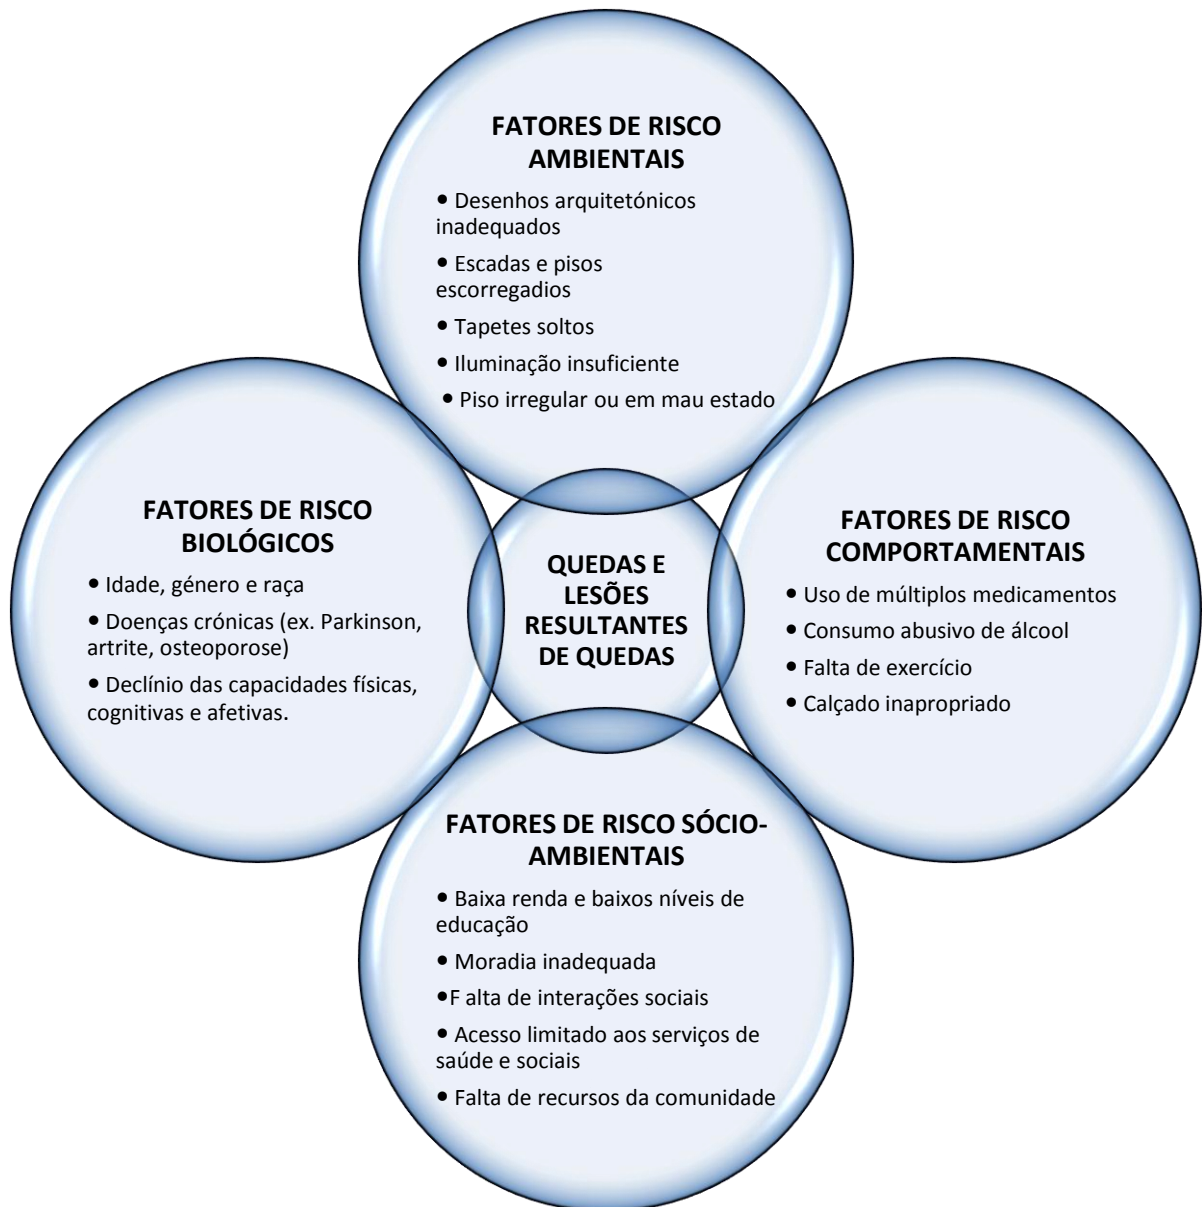 FATORES DE RISCO
AMBIENTAIS
• Desenhos arquitetónicos
inadequados
• Escadas e pisos
escorregadios
• Tapetes soltos
• Iluminação insuficiente
• Piso irregular ou em mau estado
FATORES DE RISCO
BIOLÓGICOS
• Idade, género e raça
• Doenças crónicas (ex. Parkinson,
artrite, osteoporose)
• Declínio das capacidades físicas,
cognitivas e afetivas.
QUEDAS E
LESÕES
RESULTANTES
DE QUEDAS
FATORES DE RISCO
COMPORTAMENTAIS
• Uso de múltiplos medicamentos
• Consumo abusivo de álcool
• Falta de exercício
• Calçado inapropriado
FATORES DE RISCO SÓCIO-
AMBIENTAIS
• Baixa renda e baixos níveis de
educação
• Moradia inadequada
•F alta de interações sociais
• Acesso limitado aos serviços de
saúde e sociais
• Falta de recursos da comunidade